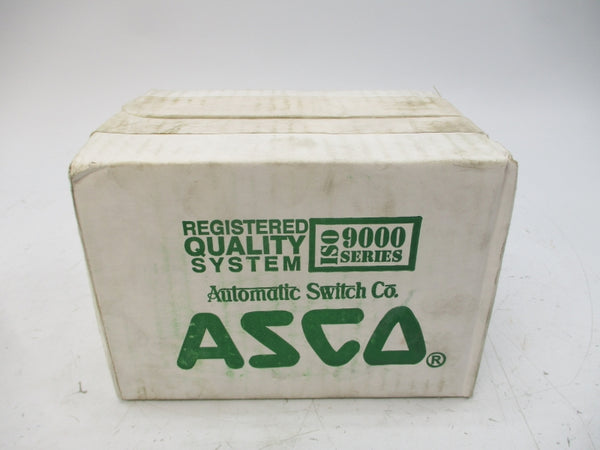 REGISTERED
QUALITY
SYSTEM
ISO 9000
SERIES
Automatic Switch Co.
ASCO®